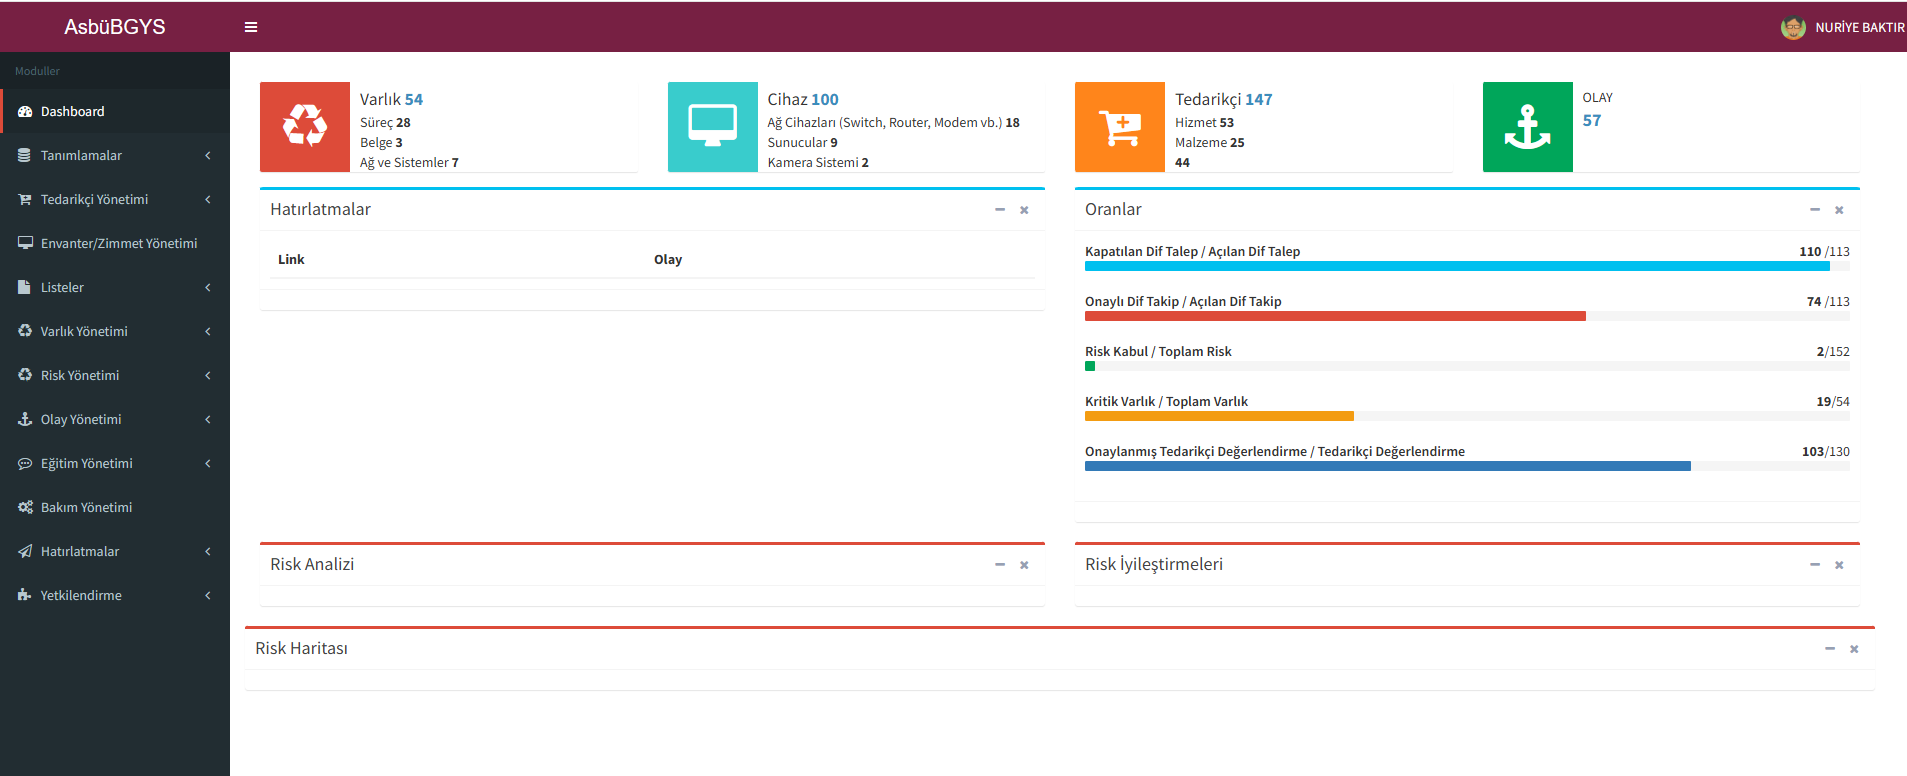 AsbüBGYS
NURİYE BAKTIR
Moduller
Dashboard
Tanımlamalar
Tedarikçi Yönetimi
Envanter/Zimmet Yönetimi
Listeler
Varlık Yönetimi
Risk Yönetimi
Olay Yönetimi
Eğitim Yönetimi
Bakım Yönetimi
Hatırlatmalar
Yetkilendirme
Varlık 54
Süreç 28
Belge 3
Ağ ve Sistemler 7
Cihaz 100
Ağ Cihazları (Switch, Router, Modem vb.) 18
Sunucular 9
Kamera Sistemi 2
Tedarikçi 147
Hizmet 53
Malzeme 25
44
OLAY
57
Hatırlatmalar
Link Olay
Oranlar
Kapatılan Dif Talep / Açılan Dif Talep 110 /113
Onaylı Dif Takip / Açılan Dif Takip 74 /113
Risk Kabul / Toplam Risk 2/152
Kritik Varlık / Toplam Varlık 19/54
Onaylanmış Tedarikçi Değerlendirme / Tedarikçi Değerlendirme 103/130
Risk Analizi
Risk İyileştirmeleri
Risk Haritası